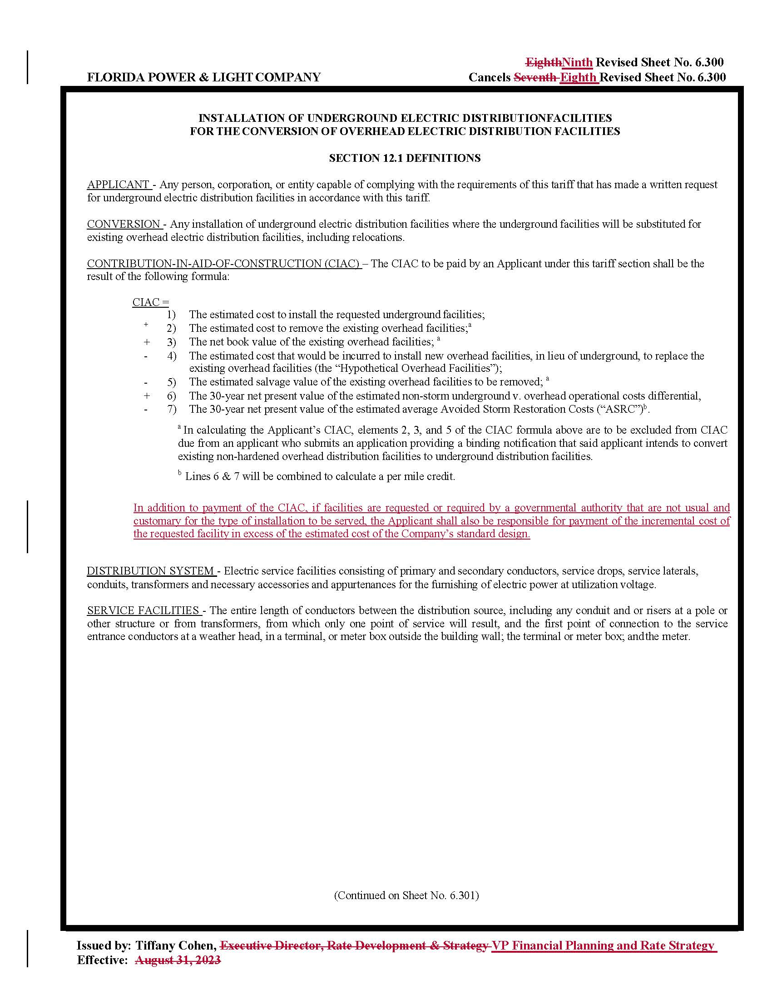 EighthNinth Revised Sheet No. 6.300
FLORIDA POWER & LIGHT COMPANY Cancels Seventh Eighth Revised Sheet No. 6.300
INSTALLATION OF UNDERGROUND ELECTRIC DISTRIBUTIONFACILITIES
FOR THE CONVERSION OF OVERHEAD ELECTRIC DISTRIBUTION FACILITIES
SECTION 12.1 DEFINITIONS
APPLICANT - Any person, corporation, or entity capable of complying with the requirements of this tariff that has made a written request
for underground electric distribution facilities in accordance with this tariff.
CONVERSION - Any installation of underground electric distribution facilities where the underground facilities will be substituted for
existing overhead electric distribution facilities, including relocations.
CONTRIBUTION-IN-AID-OF-CONSTRUCTION (CIAC) – The CIAC to be paid by an Applicant under this tariff section shall be the
result of the following formula:
CIAC =
1) The estimated cost to install the requested underground facilities;
+ 2) The estimated cost to remove the existing overhead facilities;a
+ 3) The net book value of the existing overhead facilities; a
- 4) The estimated cost that would be incurred to install new overhead facilities, in lieu of underground, to replace the
existing overhead facilities (the “Hypothetical Overhead Facilities”);
- 5) The estimated salvage value of the existing overhead facilities to be removed; a
+ 6) The 30-year net present value of the estimated non-storm underground v. overhead operational costs differential,
- 7) The 30-year net present value of the estimated average Avoided Storm Restoration Costs (“ASRC”)b.
a In calculating the Applicant’s CIAC, elements 2, 3, and 5 of the CIAC formula above are to be excluded from CIAC
due from an applicant who submits an application providing a binding notification that said applicant intends to convert
existing non-hardened overhead distribution facilities to underground distribution facilities.
b Lines 6 & 7 will be combined to calculate a per mile credit.
In addition to payment of the CIAC, if facilities are requested or required by a governmental authority that are not usual and
customary for the type of installation to be served, the Applicant shall also be responsible for payment of the incremental cost of
the requested facility in excess of the estimated cost of the Company’s standard design.
DISTRIBUTION SYSTEM - Electric service facilities consisting of primary and secondary conductors, service drops, service laterals,
conduits, transformers and necessary accessories and appurtenances for the furnishing of electric power at utilization voltage.
SERVICE FACILITIES - The entire length of conductors between the distribution source, including any conduit and or risers at a pole or
other structure or from transformers, from which only one point of service will result, and the first point of connection to the service
entrance conductors at a weather head, in a terminal, or meter box outside the building wall; the terminal or meter box; andthe meter.
(Continued on Sheet No. 6.301)
Issued by: Tiffany Cohen, Executive Director, Rate Development & Strategy VP Financial Planning and Rate Strategy
Effective: August 31, 2023